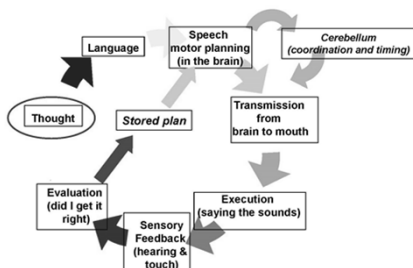 Language
Speech
motor planning
(in the brain)
Cerebellum
(coordination and timing)
Thought
Stored plan
Transmission
from
brain to mouth
Evaluation
(did I get it
right)
Sensory
Feedback
(hearing &
touch)
Execution
(saying the sounds)